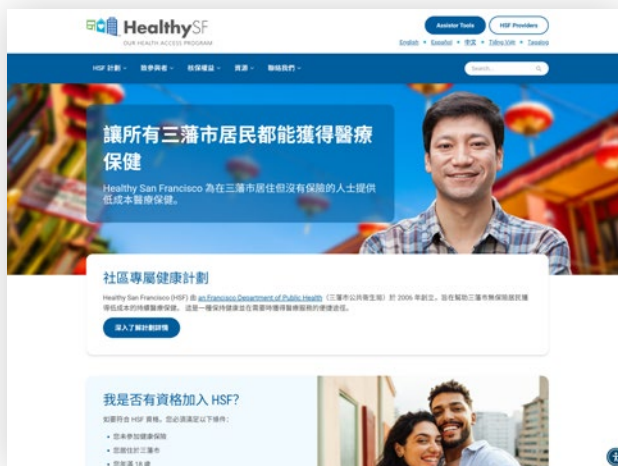 HealthySF
OUR HEALTH ACCESS PROGRAM
Assistor Tools
HSF Providers
English • Español • 中文 • Tiếng Việt • Tagalog
HSF 計劃
資源
聯絡我們
Search...
讓所有三藩市居民都能獲得醫療
保健
Healthy San Francisco 為在三藩市居住但沒有保險的人士提供
低成本醫療保健。
社區專屬健康計劃
Healthy San Francisco (HSF) 由 an Francisco Department of Public Health（三藩市公共衛生局）於 2006 年創立，旨在幫助三藩市無保險居民獲
得低成本的持續醫療保健。 這是一種保持健康並在需要時獲得醫療服務的便捷途徑。
深入了解計劃詳情
我是否有資格加入 HSF?
如要符合 HSF 資格，您必須滿足以下條件：
• 您未參加健康保險
• 您居住於三藩市
• 您年滿 18 歲